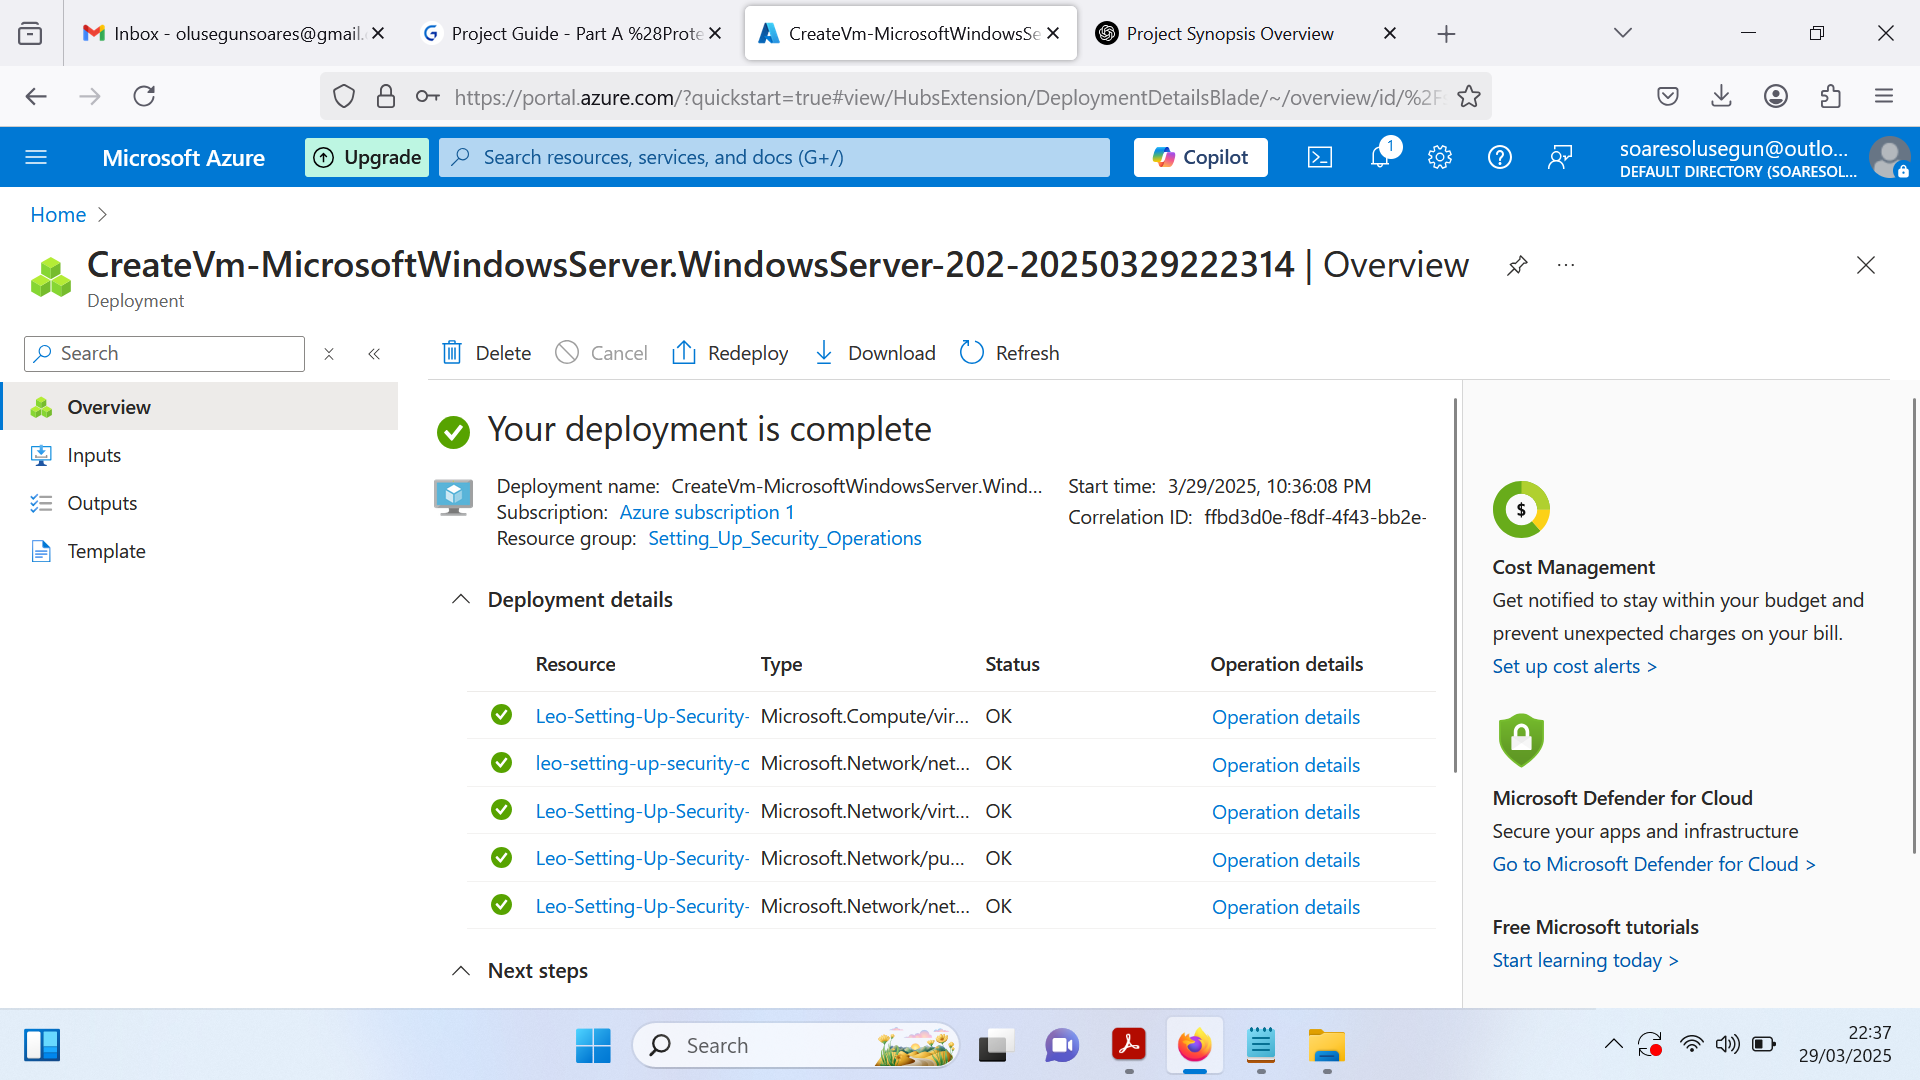 Inbox - olusegunsoares@gmail.c
Project Guide - Part A %28Prote
CreateVm-MicrosoftWindowsSe
Project Synopsis Overview
https://portal.azure.com/?quickstart=true#view/HubsExtension/DeploymentDetailsBlade/~/overview/id/%2Fs
Microsoft Azure
Upgrade
Search resources, services, and docs (G+/)
Copilot
1
soaresolusegun@outlo...
DEFAULT DIRECTORY (SOARESOL...
Home
CreateVm-MicrosoftWindowsServer.WindowsServer-202-20250329222314 | Overview
Deployment
Search
Delete
Cancel
Redeploy
Download
Refresh
Overview
Inputs
Outputs
Template
Your deployment is complete
Deployment name: CreateVm-MicrosoftWindowsServer.Wind...
Subscription: Azure subscription 1
Resource group: Setting_Up_Security_Operations
Start time: 3/29/2025, 10:36:08 PM
Correlation ID: ffbd3d0e-f8df-4f43-bb2e-
Deployment details
Resource Type Status Operation details
Leo-Setting-Up-Security- Microsoft.Compute/vir... OK Operation details
leo-setting-up-security-o Microsoft.Network/net... OK Operation details
Leo-Setting-Up-Security- Microsoft.Network/virt... OK Operation details
Leo-Setting-Up-Security- Microsoft.Network/pu... OK Operation details
Leo-Setting-Up-Security- Microsoft.Network/net... OK Operation details
Next steps
$
Cost Management
Get notified to stay within your budget and
prevent unexpected charges on your bill.
Set up cost alerts >
Microsoft Defender for Cloud
Secure your apps and infrastructure
Go to Microsoft Defender for Cloud >
Free Microsoft tutorials
Start learning today >
Search
22:37
29/03/2025